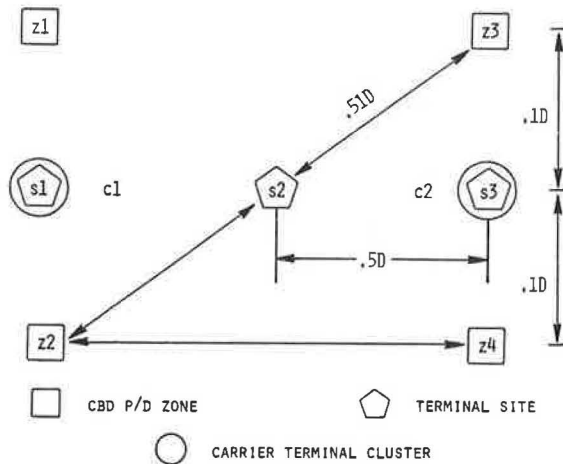 z1
z3
.51D
.1D
s1
c1
s2
c2
s3
.5D
.1D
z2
z4
CBD P/D ZONE
TERMINAL SITE
CARRIER TERMINAL CLUSTER